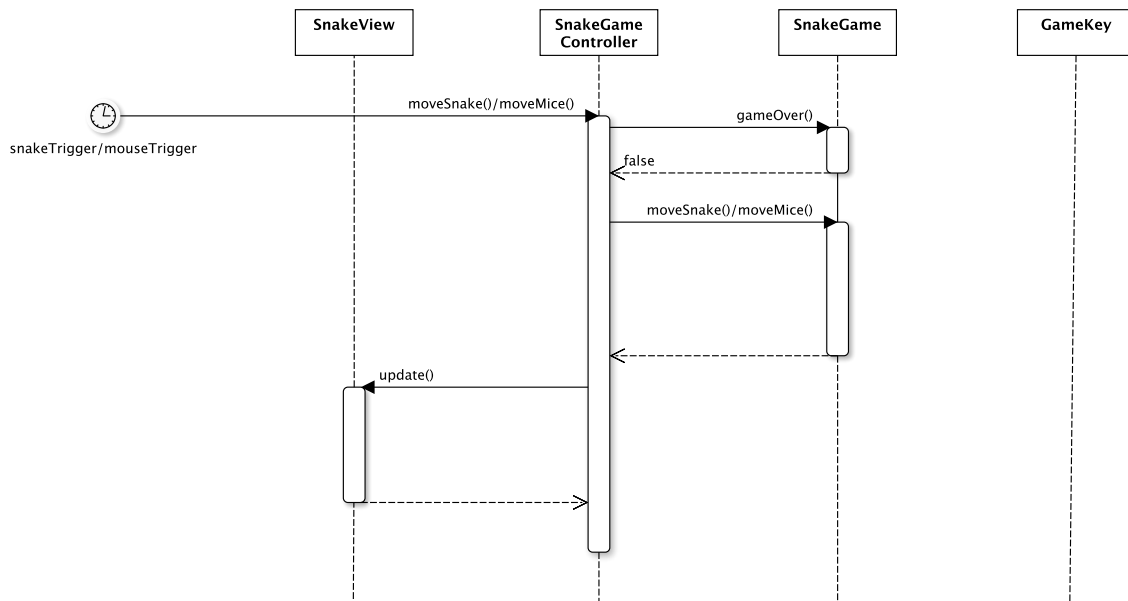 SnakeView
SnakeGame
Controller
SnakeGame
GameKey
moveSnake()/moveMice()
gameOver()
snakeTrigger/mouseTrigger
false
moveSnake()/moveMice()
update()